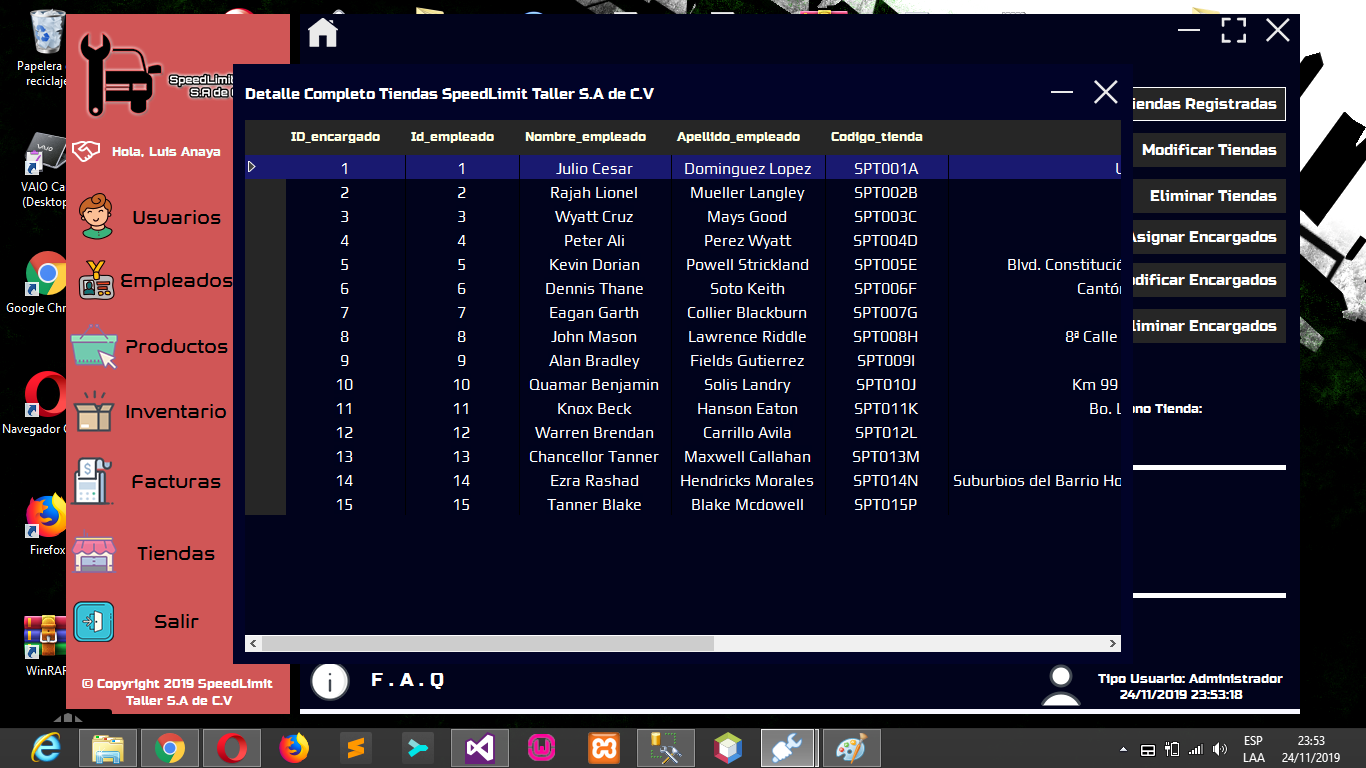 Papelera
reciclaje
VAIO Ca
(Desktop
Google Chr
Navegador
Firefox
WinRAR
SpeedLimit
S.A de C
Hola, Luis Anaya
Usuarios
Empleados
Productos
Inventario
Facturas
Tiendas
Salir
© Copyright 2019 SpeedLimit
Taller S.A de C.V
Detalle Completo Tiendas SpeedLimit Taller S.A de C.V
ID_encargado Id_empleado Nombre_empleado Apellido_empleado Codigo_tienda
1 1 Julio Cesar Dominguez Lopez SPT001A
2 2 Rajah Lionel Mueller Langley SPT002B
3 3 Wyatt Cruz Mays Good SPT003C
4 4 Peter Ali Perez Wyatt SPT004D
5 5 Kevin Dorian Powell Strickland SPT005E Blvd. Constitució
6 6 Dennis Thane Soto Keith SPT006F Cantón
7 7 Eagan Garth Collier Blackburn SPT007G
8 8 John Mason Lawrence Riddle SPT008H 8ª Calle
9 9 Alan Bradley Fields Gutierrez SPT009I
10 10 Quamar Benjamin Solis Landry SPT010J Km 99
11 11 Knox Beck Hanson Eaton SPT011K Bo. L
12 12 Warren Brendan Carrillo Avila SPT012L
13 13 Chancellor Tanner Maxwell Callahan SPT013M
14 14 Ezra Rashad Hendricks Morales SPT014N Suburbios del Barrio Ho
15 15 Tanner Blake Blake Mcdowell SPT015P
iendas Registradas
Modificar Tiendas
Eliminar Tiendas
Asignar Encargados
odificar Encargados
liminar Encargados
ono Tienda:
F . A . Q
Tipo Usuario: Administrador
24/11/2019 23:53:18
ESP
LAA
23:53
24/11/2019